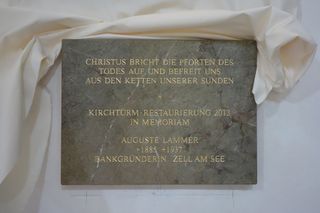 CHRISTUS BRICHT DIE PFORTEN DES
TODES AUF UND BEFREIT UNS
AUS DEN KETTEN UNSERER SÜNDEN
KIRCHTURM RESTAURIERUNG 2013
IN MEMORIAM
AUGUSTE LAMMER
*1885 +1937
BANKGRÜNDERIN ZELL AM SEE